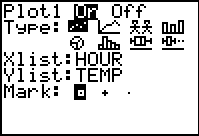 Plot1 On Off
Type:
Xlist:HOUR
Ylist:TEMP
Mark: